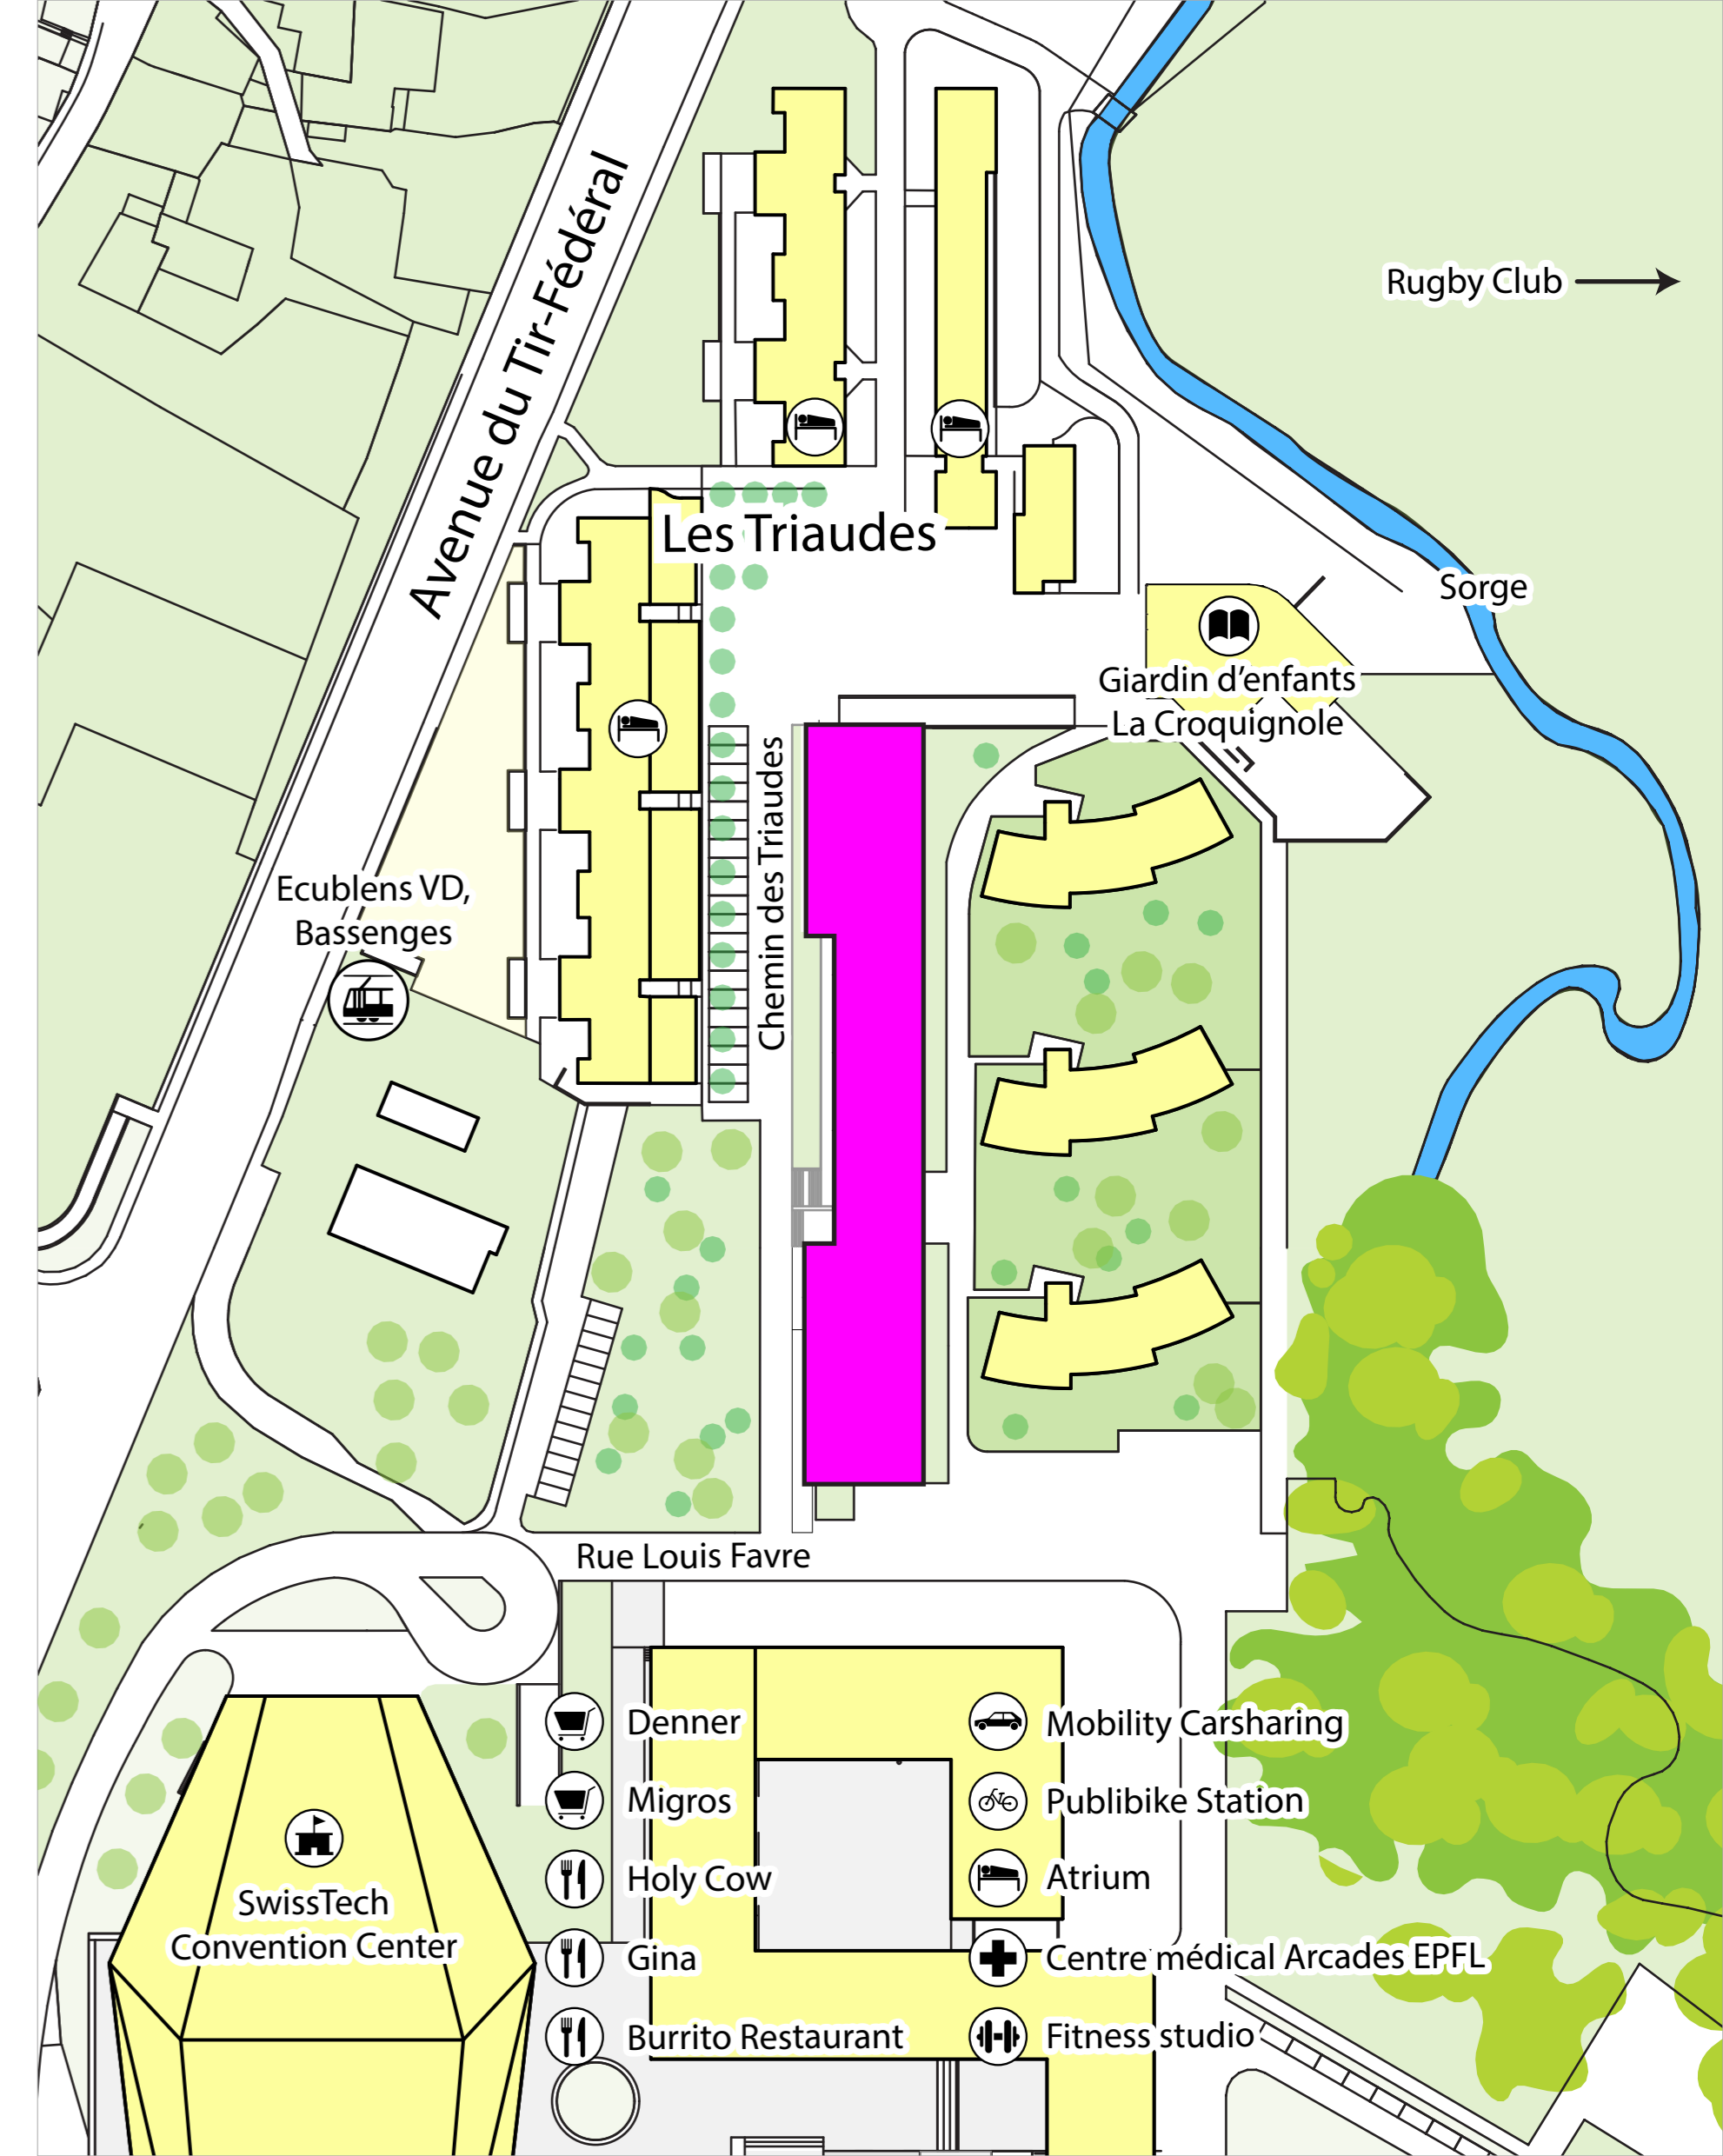 Avenue du Tir-Fédéral
Rugby Club
Les Triaudes
Sorge
Giardin d'enfants
La Croquignole
Chemin des Triaudes
Ecublens VD,
Bassenges
Rue Louis Favre
Denner
Migros
Holy Cow
Gina
Burrito Restaurant
Mobility Carsharing
Publibike Station
Atrium
Centre médical Arcades EPFL
Fitness studio
SwissTech
Convention Center